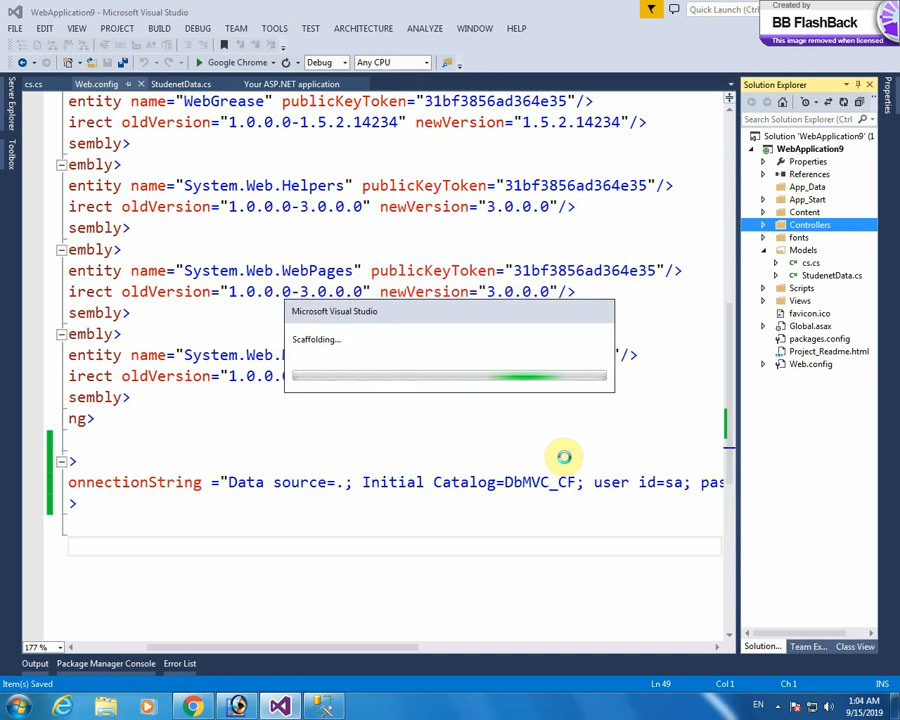 WebApplication9 - Microsoft Visual Studio
Quick Launch (
Created by
BB FlashBack
This image removed when licensed
FILE EDIT VIEW PROJECT BUILD DEBUG TEAM TOOLS TEST ARCHITECTURE ANALYZE WINDOW HELP
Google Chrome Debug Any CPU
cs.cs Web.config StudenetData.cs Your ASP.NET application
Server Explorer
Toolbox
entity name="WebGrease" publicKeyToken="31bf3856ad364e35"/>
irect oldVersion="1.0.0.0-1.5.2.14234" newVersion="1.5.2.14234"/>
sembly>
embly>
entity name="System.Web.Helpers" publicKeyToken="31bf3856ad364e35"/>
irect oldVersion="1.0.0.0-3.0.0.0" newVersion="3.0.0.0"/>
sembly>
embly>
entity name="System.Web.WebPages" publicKeyToken="31bf3856ad364e35"/>
irect oldVersion="1.0.0.0-3.0.0.0" newVersion="3.0.0.0"/>
sembly>
embly>
entity name="System.Web. "/>
irect oldVersion="1.0.0.
sembly>
ng>
>
onnectionString ="Data source=.; Initial Catalog=DbMVC_CF; user id=sa; pas
>
Microsoft Visual Studio
Scaffolding...
Solution Explorer
Search Solution Explorer (Ctrl
Solution 'WebApplication9' (1
WebApplication9
Properties
References
App_Data
App_Start
Content
Controllers
fonts
Models
cs.cs
StudenetData.cs
Scripts
Views
favicon.ico
Global.asax
packages.config
Project_Readme.html
Web.config
Properties
177 %
Solution... Team Ex... Class View
Output Package Manager Console Error List
Item(s) Saved Ln 49 Col 1 Ch 1 INS
EN 1:04 AM
9/15/2019